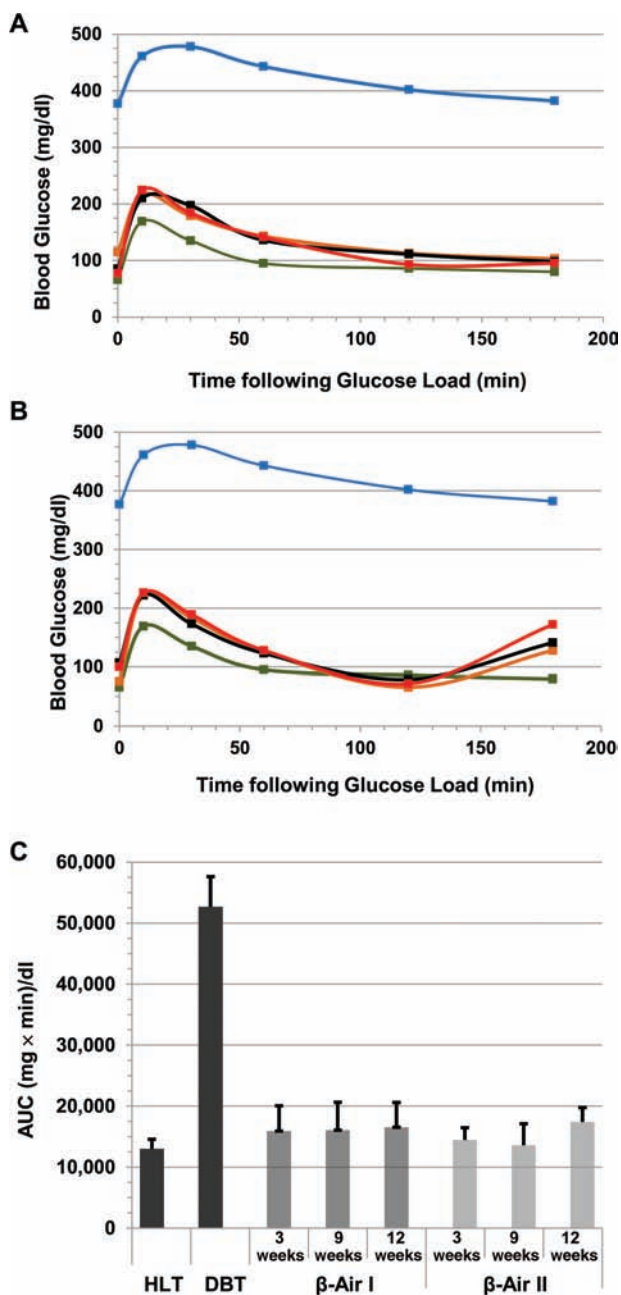 A
500
400
300
200
100
0
Blood Glucose (mg/dl)
0 50 100 150 200
Time following Glucose Load (min)
B
500
400
300
200
100
0
Blood Glucose (mg/dl)
0 50 100 150 200
Time following Glucose Load (min)
C
60,000
50,000
40,000
30,000
20,000
10,000
0
AUC (mg × min)/dl
3 9 12 3 9 12
weeks weeks weeks weeks weeks weeks
HLT DBT β-Air I β-Air II